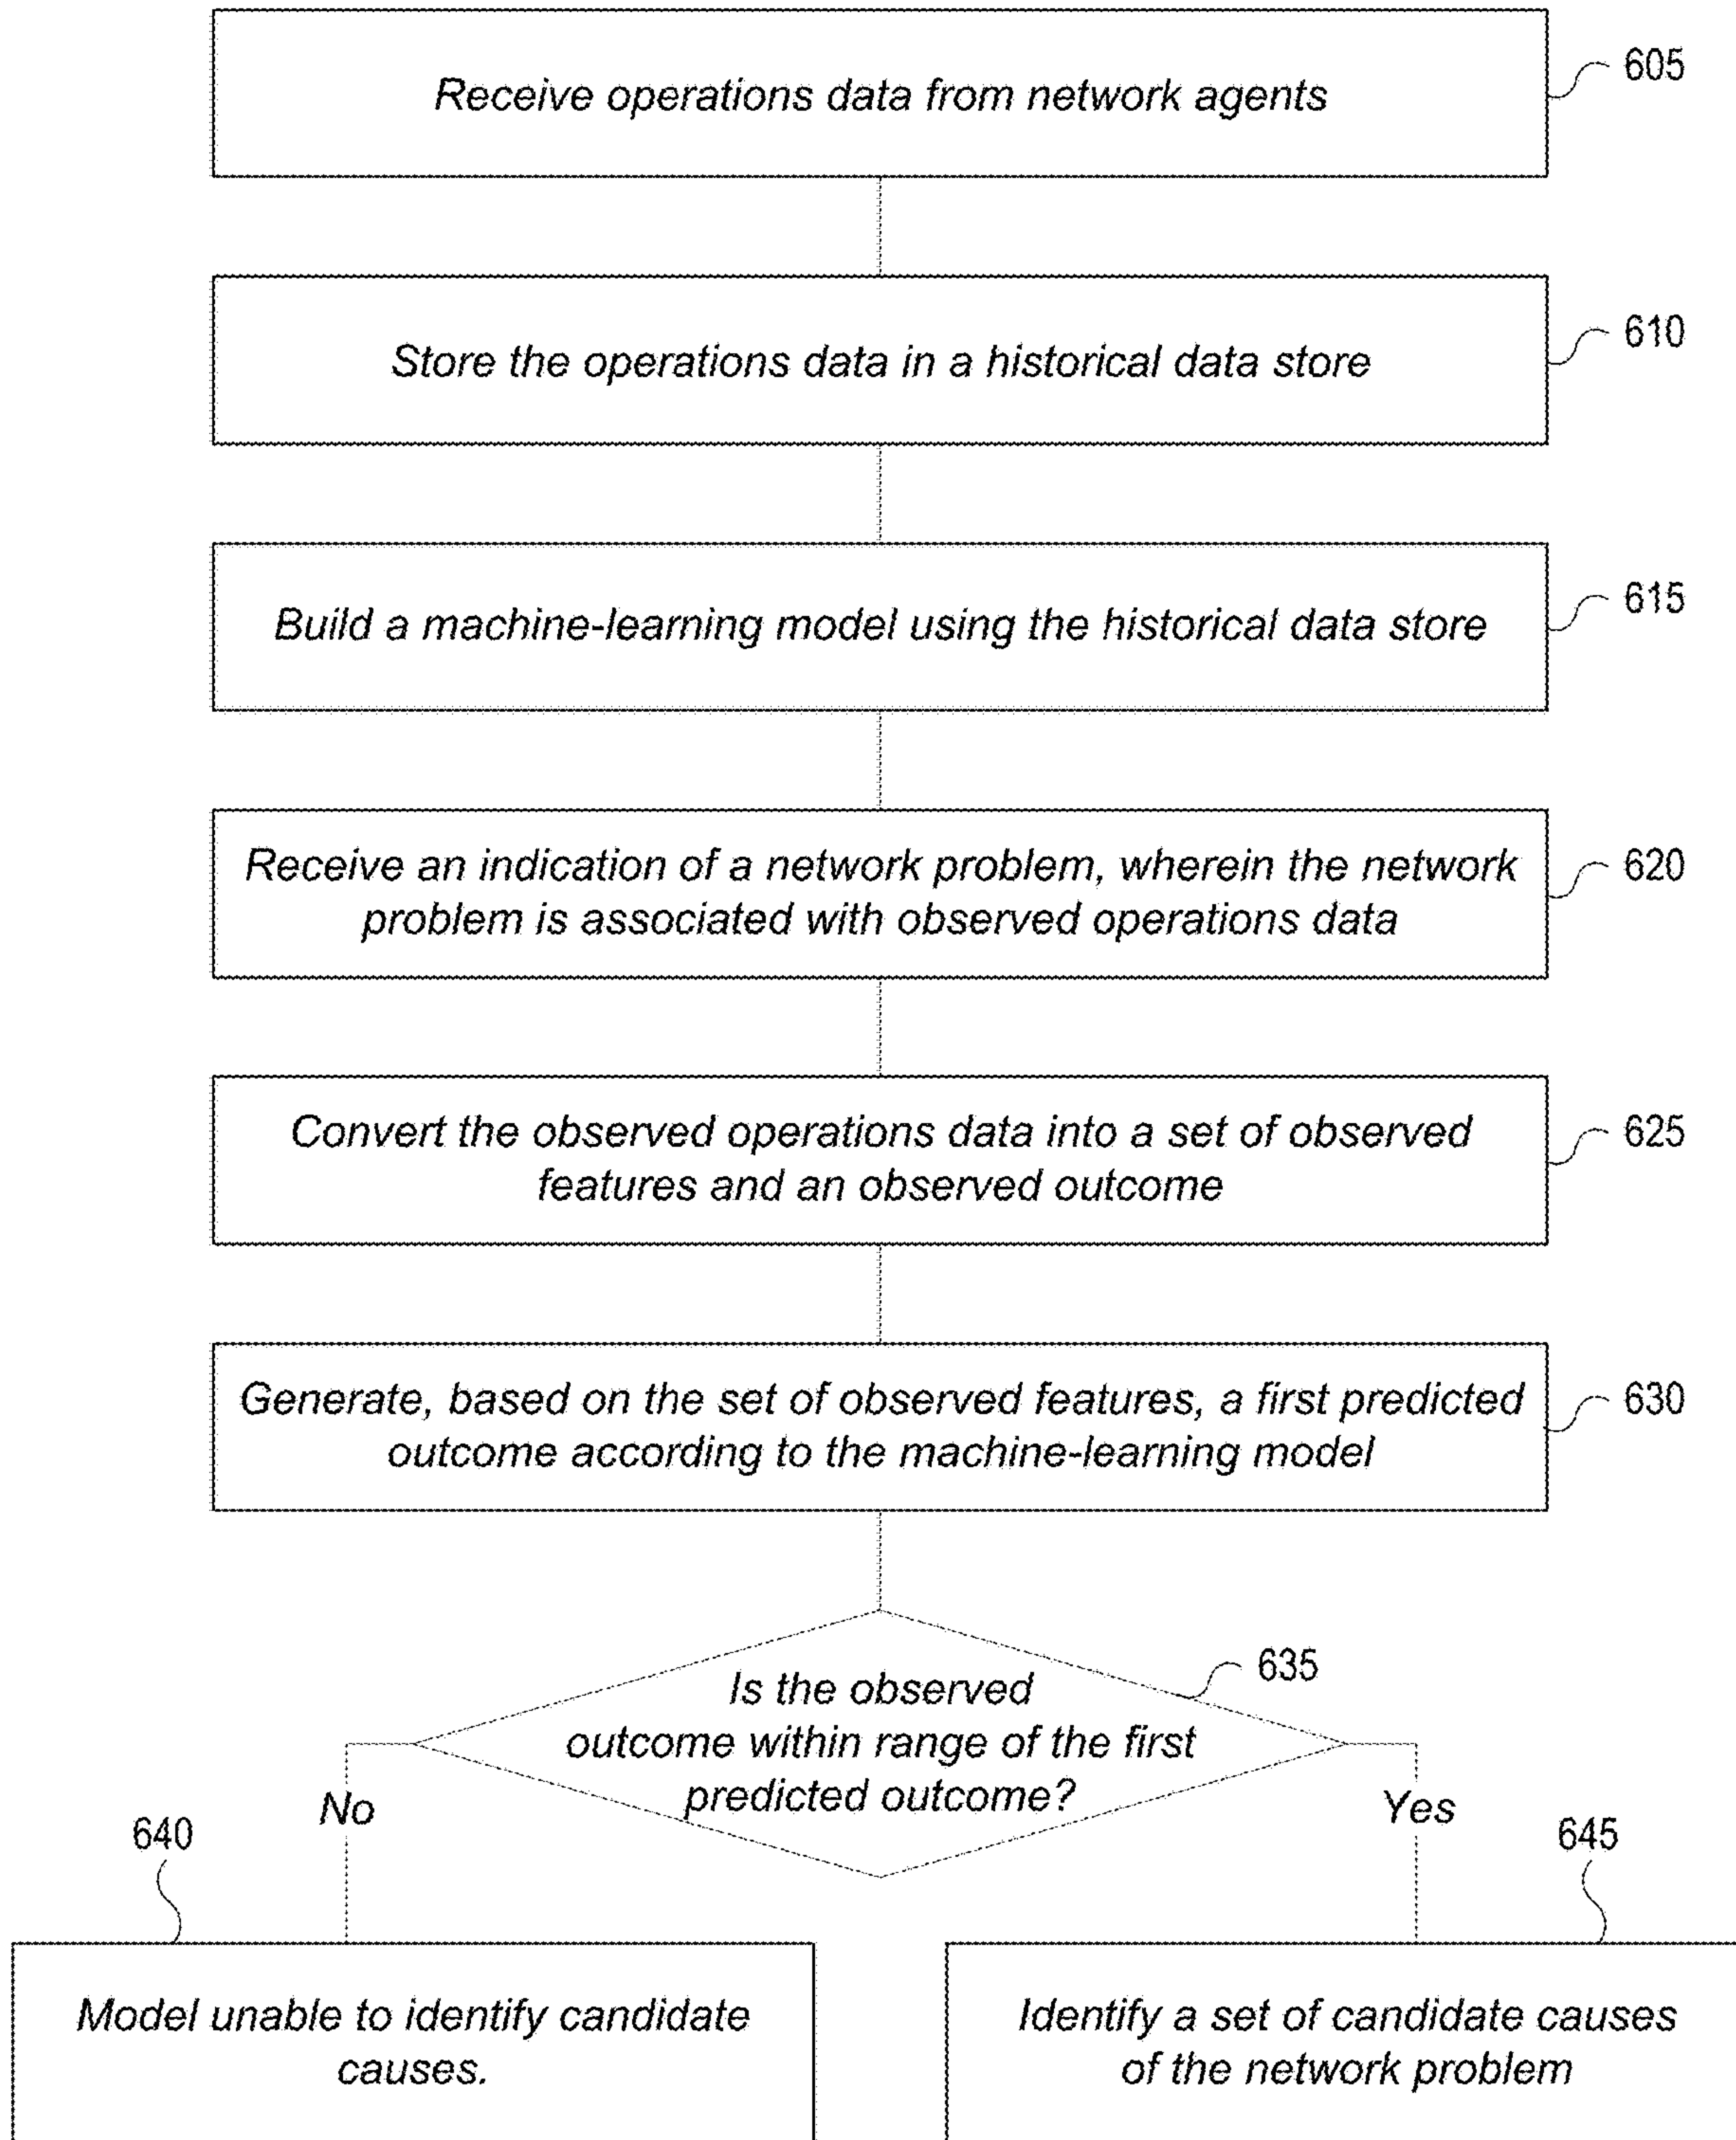 Receive operations data from network agents
605
Store the operations data in a historical data store
610
Build a machine-learning model using the historical data store
615
Receive an indication of a network problem, wherein the network
problem is associated with observed operations data
620
Convert the observed operations data into a set of observed
features and an observed outcome
625
Generate, based on the set of observed features, a first predicted
outcome according to the machine-learning model
630
Is the observed
outcome within range of the first
predicted outcome?
635
No
Yes
640
645
Model unable to identify candidate
causes.
Identify a set of candidate causes
of the network problem